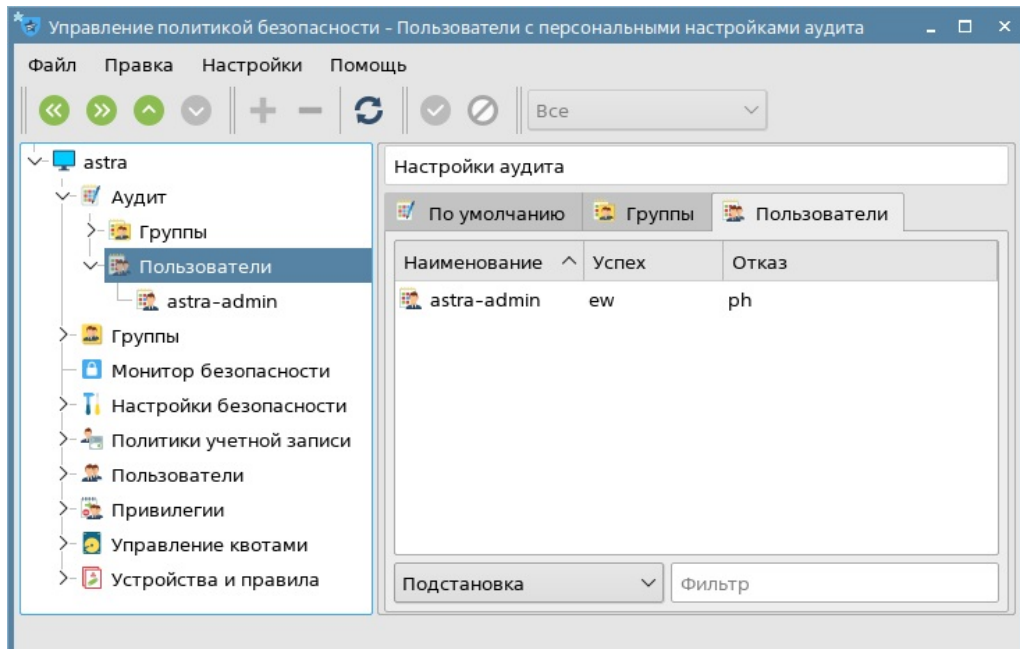 Управление политикой безопасности – Пользователи с персональными настройками аудита
Файл Правка Настройки Помощь
Все
astra
Аудит
Группы
Пользователи
astra-admin
Группы
Монитор безопасности
Настройки безопасности
Политики учетной записи
Пользователи
Привилегии
Управление квотами
Устройства и правила
Настройки аудита
По умолчанию Группы Пользователи
Наименование Успех Отказ
astra-admin ew ph
Подстановка Фильтр